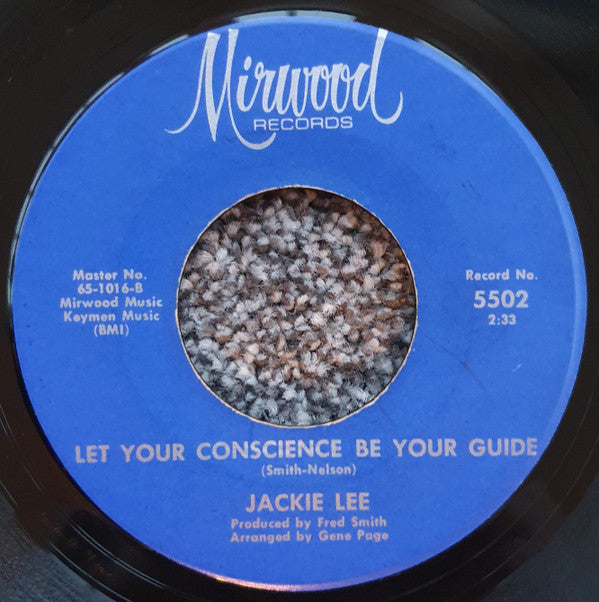 Mirwood
RECORDS
Master No.
65-1016-B
Mirwood Music
Keymen Music
(BMI)
Record No.
5502
2:33
LET YOUR CONSCIENCE BE YOUR GUIDE
(Smith-Nelson)
JACKIE LEE
Produced by Fred Smith
Arranged by Gene Page